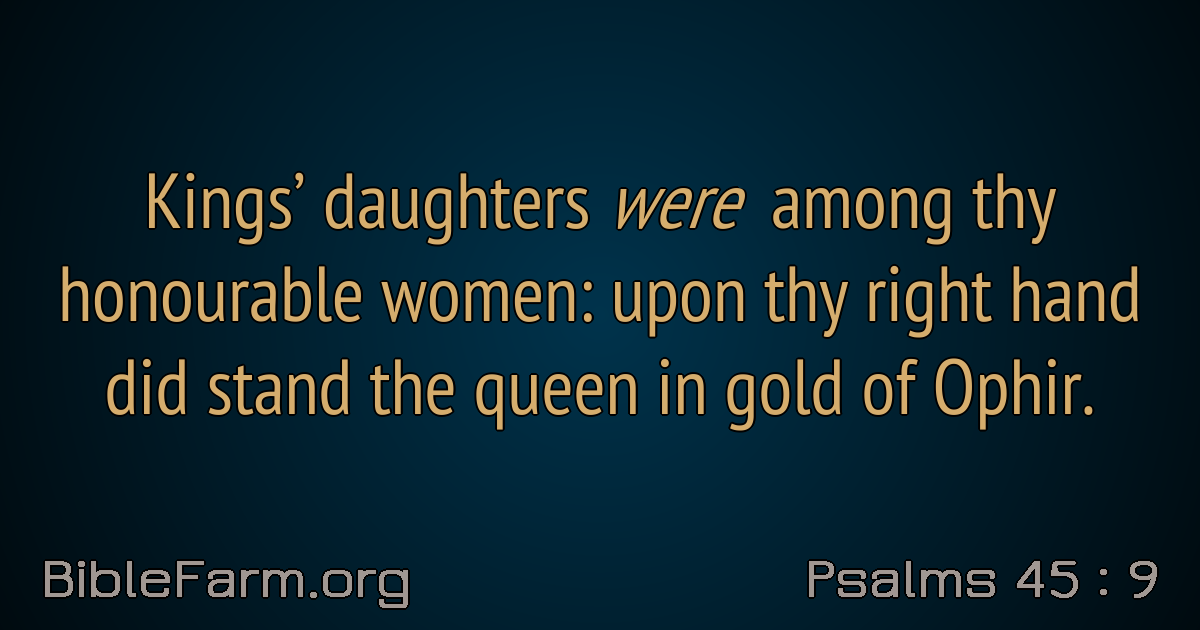 Kings’ daughters were among thy
honourable women: upon thy right hand
did stand the queen in gold of Ophir.
BibleFarm.org
Psalms 45 : 9